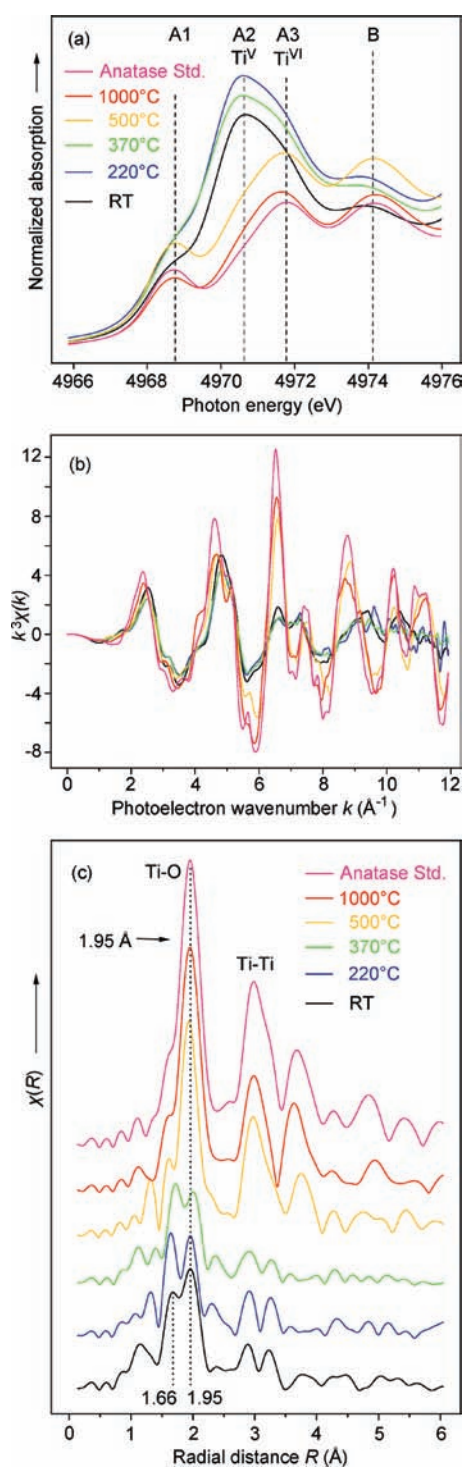 (a)
A1 A2 A3 B
Ti^V Ti^VI
Anatase Std.
1000°C
500°C
370°C
220°C
RT
Normalized absorption
4966 4968 4970 4972 4974 4976
Photon energy (eV)
(b)
12
8
4
0
-4
-8
k³χ(k)
0 2 4 6 8 10 12
Photoelectron wavenumber k (Å⁻¹)
(c)
Ti-O
Anatase Std.
1000°C
500°C
370°C
220°C
RT
1.95 Å
Ti-Ti
χ(R)
1.66 1.95
0 1 2 3 4 5 6
Radial distance R (Å)